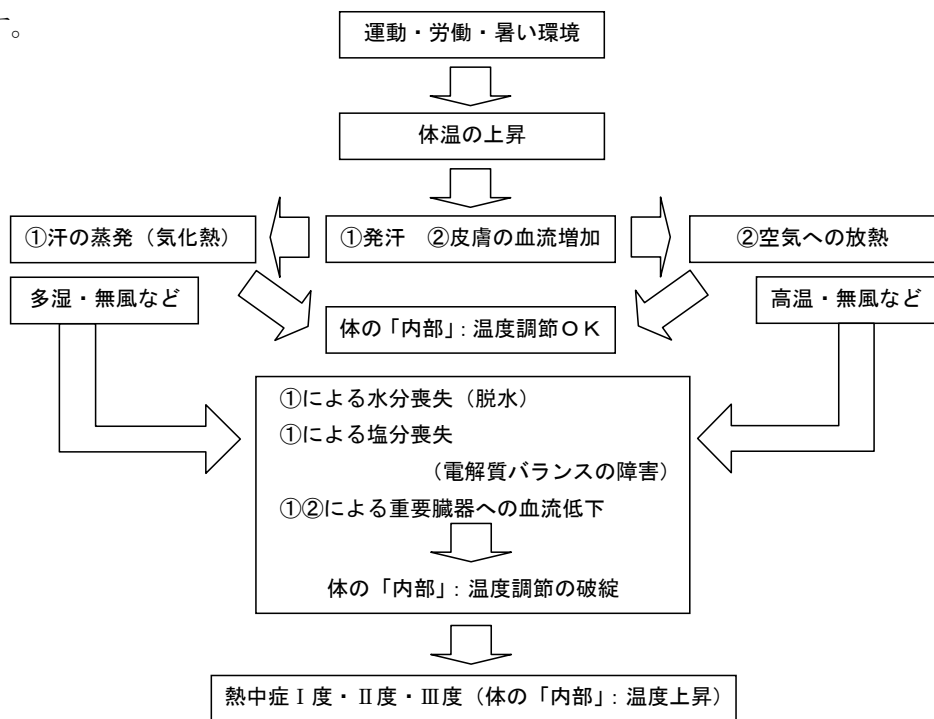 す。
運動・労働・暑い環境
体温の上昇
①汗の蒸発（気化熱）
①発汗　②皮膚の血流増加
②空気への放熱
多湿・無風など
高温・無風など
体の「内部」：温度調節ＯＫ
①による水分喪失（脱水）
①による塩分喪失
（電解質バランスの障害）
①②による重要臓器への血流低下
体の「内部」：温度調節の破綻
熱中症Ⅰ度・Ⅱ度・Ⅲ度（体の「内部」：温度上昇）